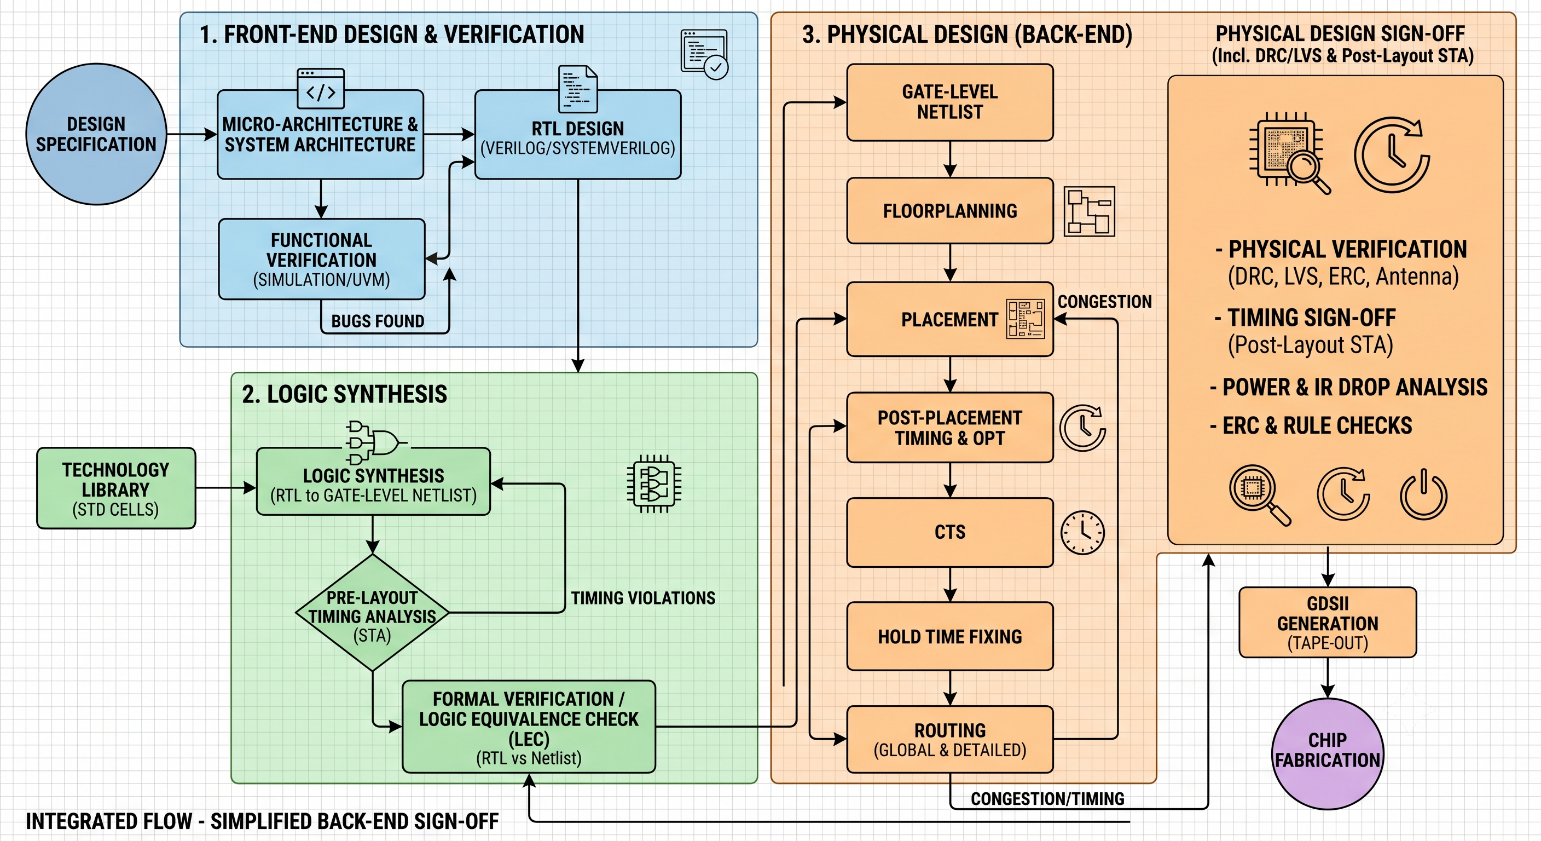 1. FRONT-END DESIGN & VERIFICATION
DESIGN
SPECIFICATION
</>
MICRO-ARCHITECTURE &
SYSTEM ARCHITECTURE
RTL DESIGN
(VERILOG/SYSTEMVERILOG)
FUNCTIONAL
VERIFICATION
(SIMULATION/UVM)
BUGS FOUND
2. LOGIC SYNTHESIS
TECHNOLOGY
LIBRARY
(STD CELLS)
LOGIC SYNTHESIS
(RTL to GATE-LEVEL NETLIST)
PRE-LAYOUT
TIMING ANALYSIS
(STA)
TIMING VIOLATIONS
FORMAL VERIFICATION /
LOGIC EQUIVALENCE CHECK
(LEC)
(RTL vs Netlist)
3. PHYSICAL DESIGN (BACK-END)
GATE-LEVEL
NETLIST
FLOORPLANNING
PLACEMENT
CONGESTION
POST-PLACEMENT
TIMING & OPT
CTS
HOLD TIME FIXING
ROUTING
(GLOBAL & DETAILED)
CONGESTION/TIMING
PHYSICAL DESIGN SIGN-OFF
(Incl. DRC/LVS & Post-Layout STA)
- PHYSICAL VERIFICATION
(DRC, LVS, ERC, Antenna)
- TIMING SIGN-OFF
(Post-Layout STA)
- POWER & IR DROP ANALYSIS
- ERC & RULE CHECKS
GDSII
GENERATION
(TAPE-OUT)
CHIP
FABRICATION
INTEGRATED FLOW - SIMPLIFIED BACK-END SIGN-OFF